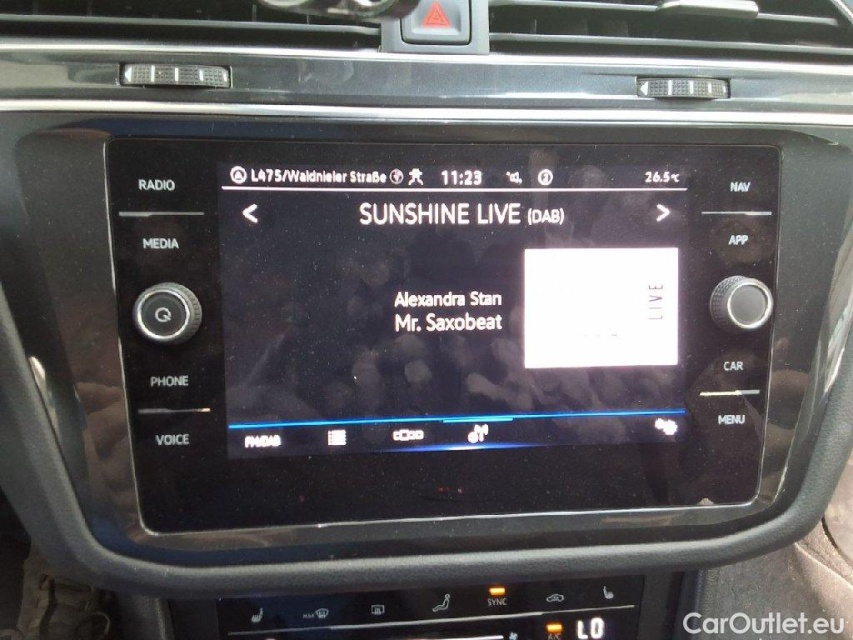 RADIO
MEDIA
PHONE
VOICE
L475/Waldnieler Straße 11:23 26.5°C
SUNSHINE LIVE (DAB)
Alexandra Stan
Mr. Saxobeat
LIVE
FM/DAB
NAV
APP
CAR
MENU
MAX
SYNC
A/C
LO
CarOutlet.eu